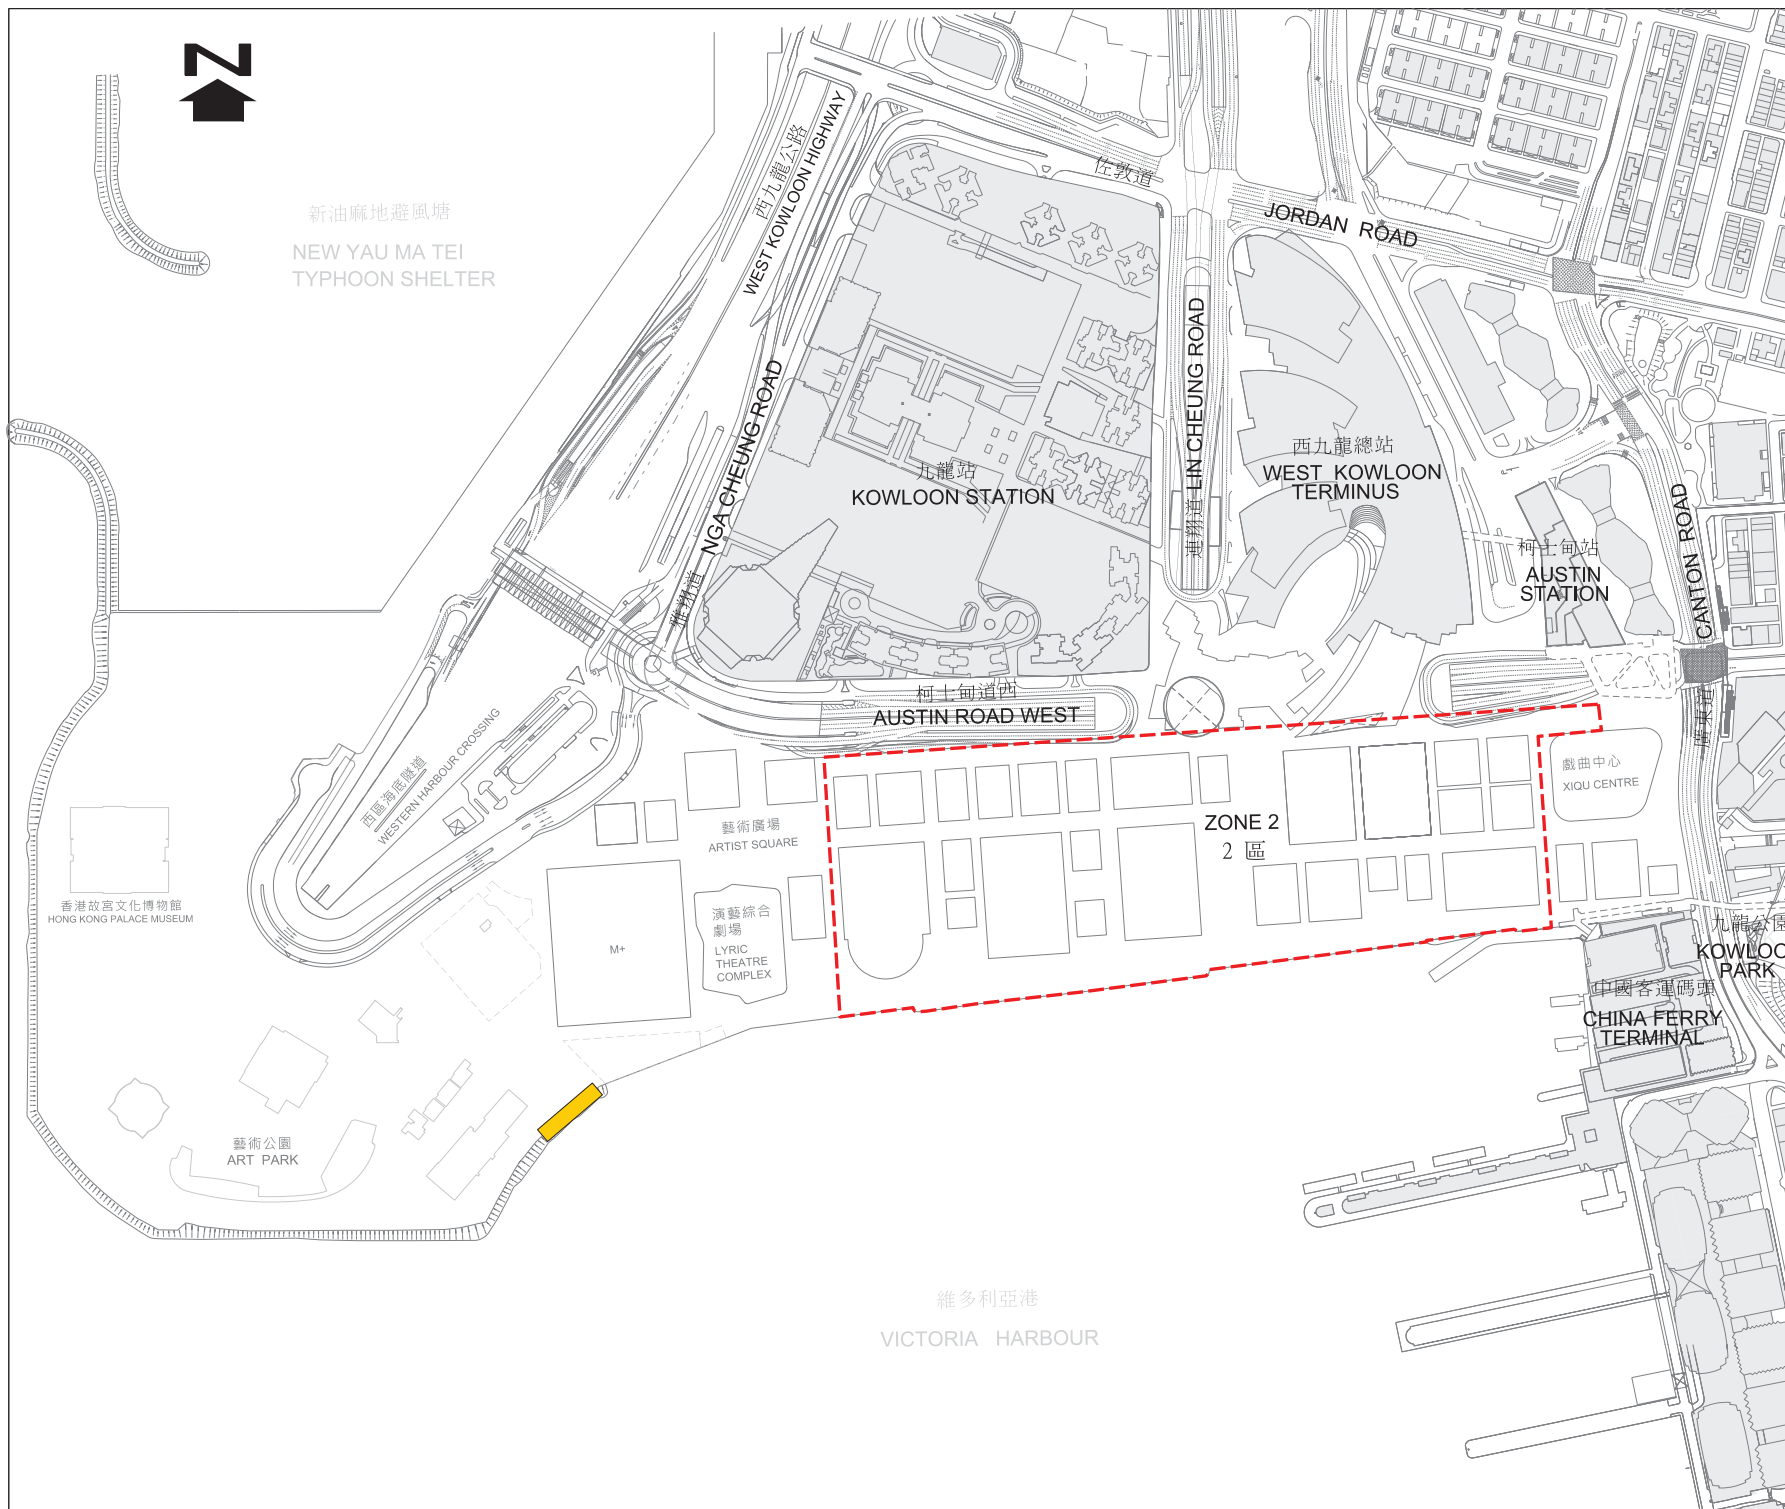 N
新油麻地避風塘
NEW YAU MA TEI
TYPHOON SHELTER
西九龍公路
WEST KOWLOON HIGHWAY
佐敦道
JORDAN ROAD
雅翔道 NGA CHEUNG ROAD
九龍站
KOWLOON STATION
連翔道 LIN CHEUNG ROAD
西九龍總站
WEST KOWLOON
TERMINUS
柯士甸站
AUSTIN
STATION
CANTON ROAD
廣東道
柯士甸道西
AUSTIN ROAD WEST
西區海底隧道
WESTERN HARBOUR CROSSING
香港故宮文化博物館
HONG KONG PALACE MUSEUM
藝術廣場
ARTIST SQUARE
ZONE 2
2 區
戲曲中心
XIQU CENTRE
M+
演藝綜合
劇場
LYRIC
THEATRE
COMPLEX
九龍公園
KOWLOO
PARK
中國客運碼頭
CHINA FERRY
TERMINAL
藝術公園
ART PARK
維多利亞港
VICTORIA HARBOUR